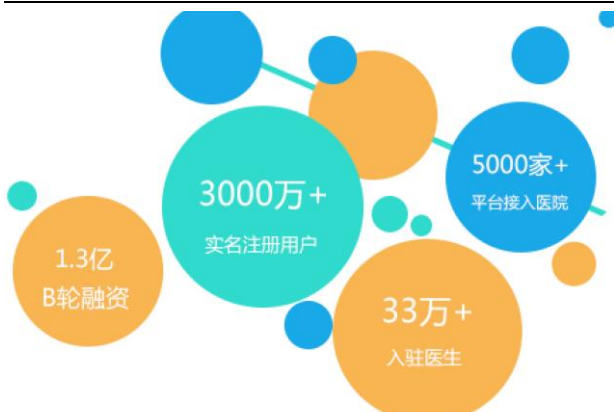 3000万+
实名注册用户
5000家+
平台接入医院
1.3亿
B轮融资
33万+
入驻医生